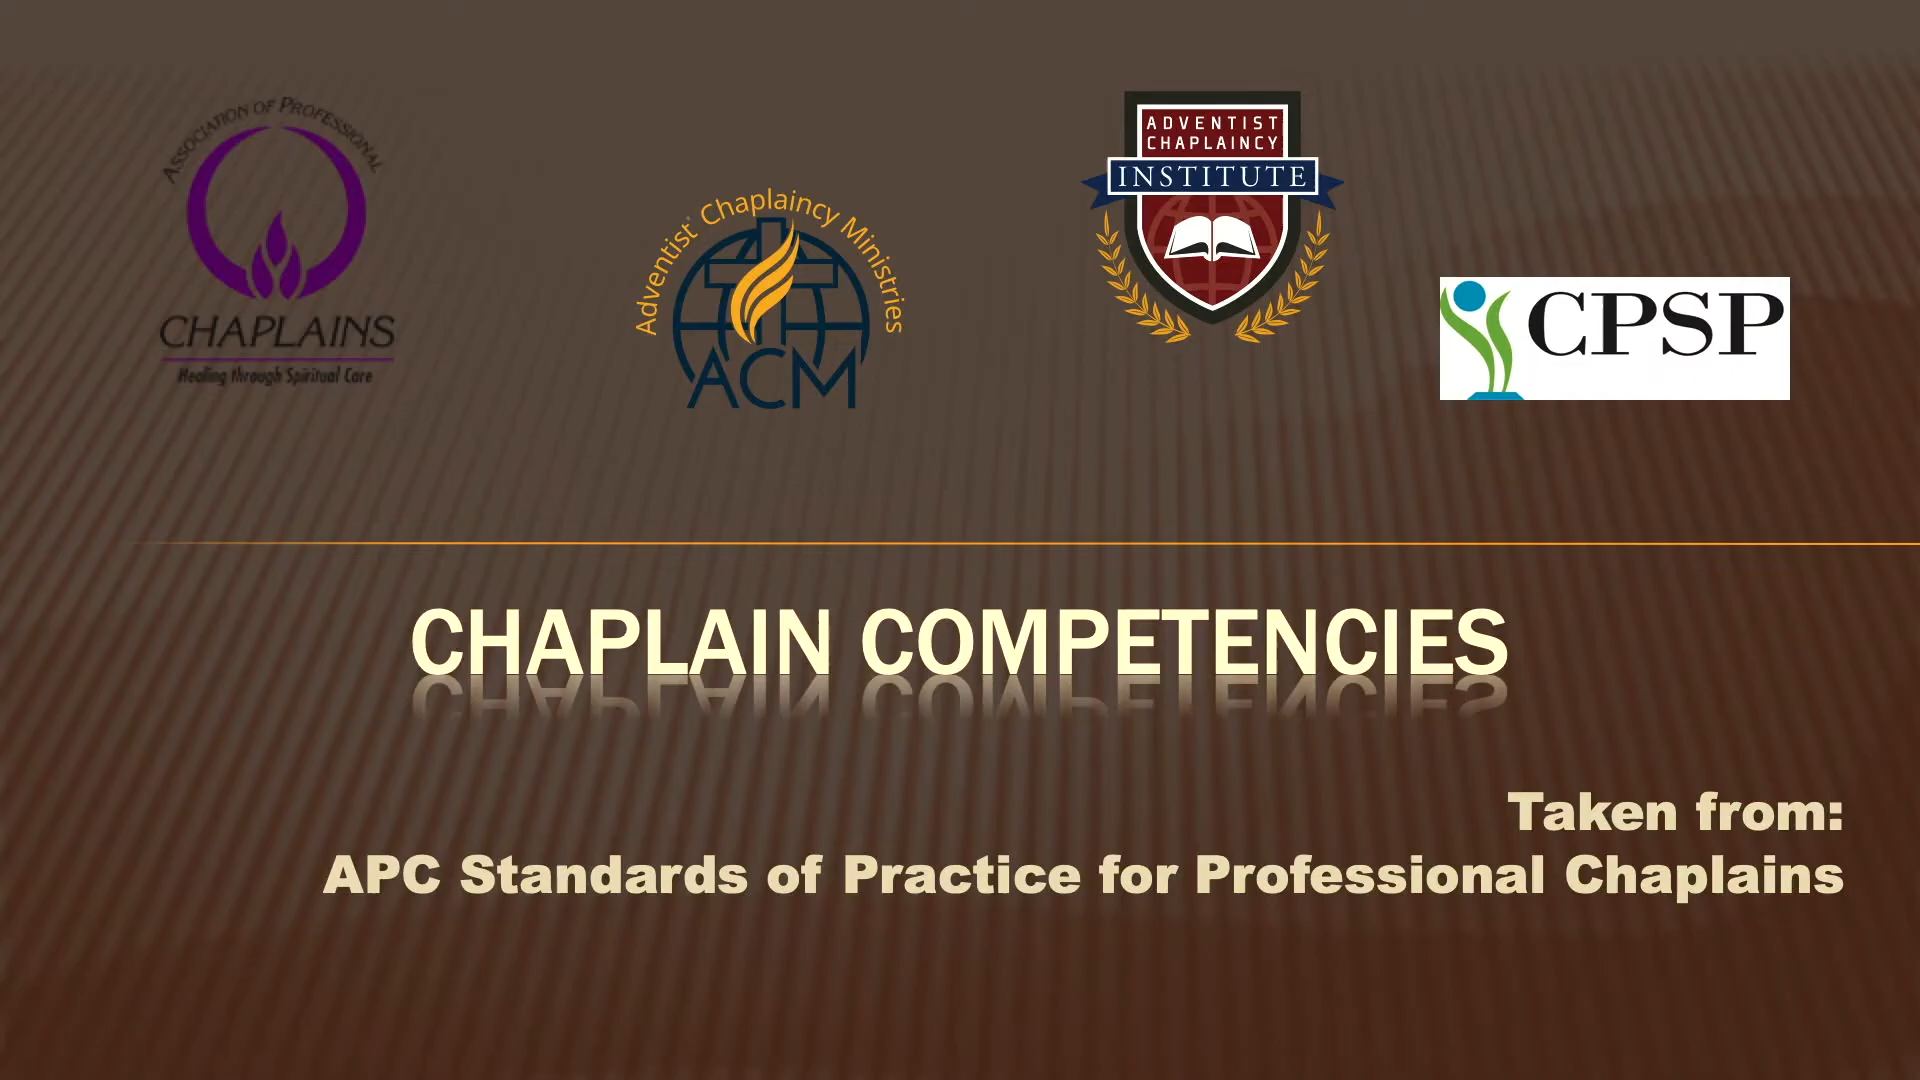 ASSOCIATION OF PROFESSIONAL
CHAPLAINS
Healing through Spiritual Care
Adventist Chaplaincy Ministries
ACM
ADVENTIST
CHAPLAINCY
INSTITUTE
CPSP
CHAPLAIN COMPETENCIES
Taken from:
APC Standards of Practice for Professional Chaplains